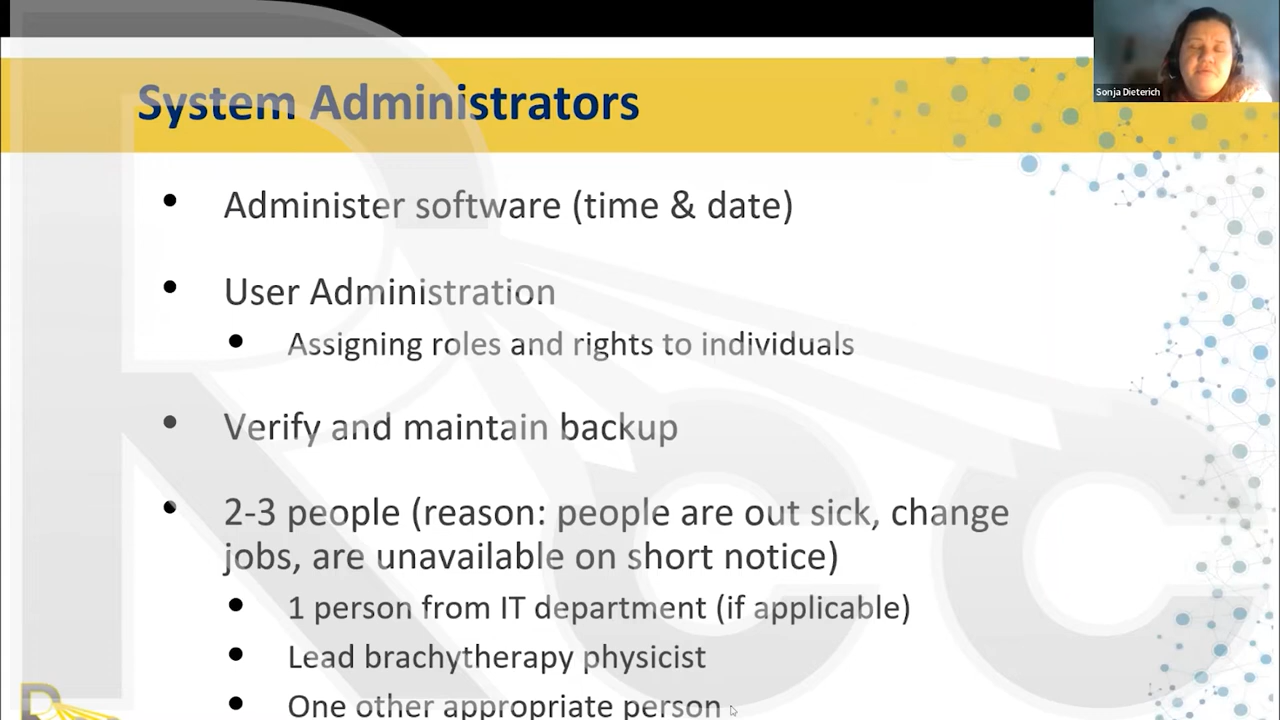 System Administrators
Sonja Dieterich
• Administer software (time & date)
• User Administration
• Assigning roles and rights to individuals
• Verify and maintain backup
• 2-3 people (reason: people are out sick, change
jobs, are unavailable on short notice)
• 1 person from IT department (if applicable)
• Lead brachytherapy physicist
• One other appropriate person
Rcc